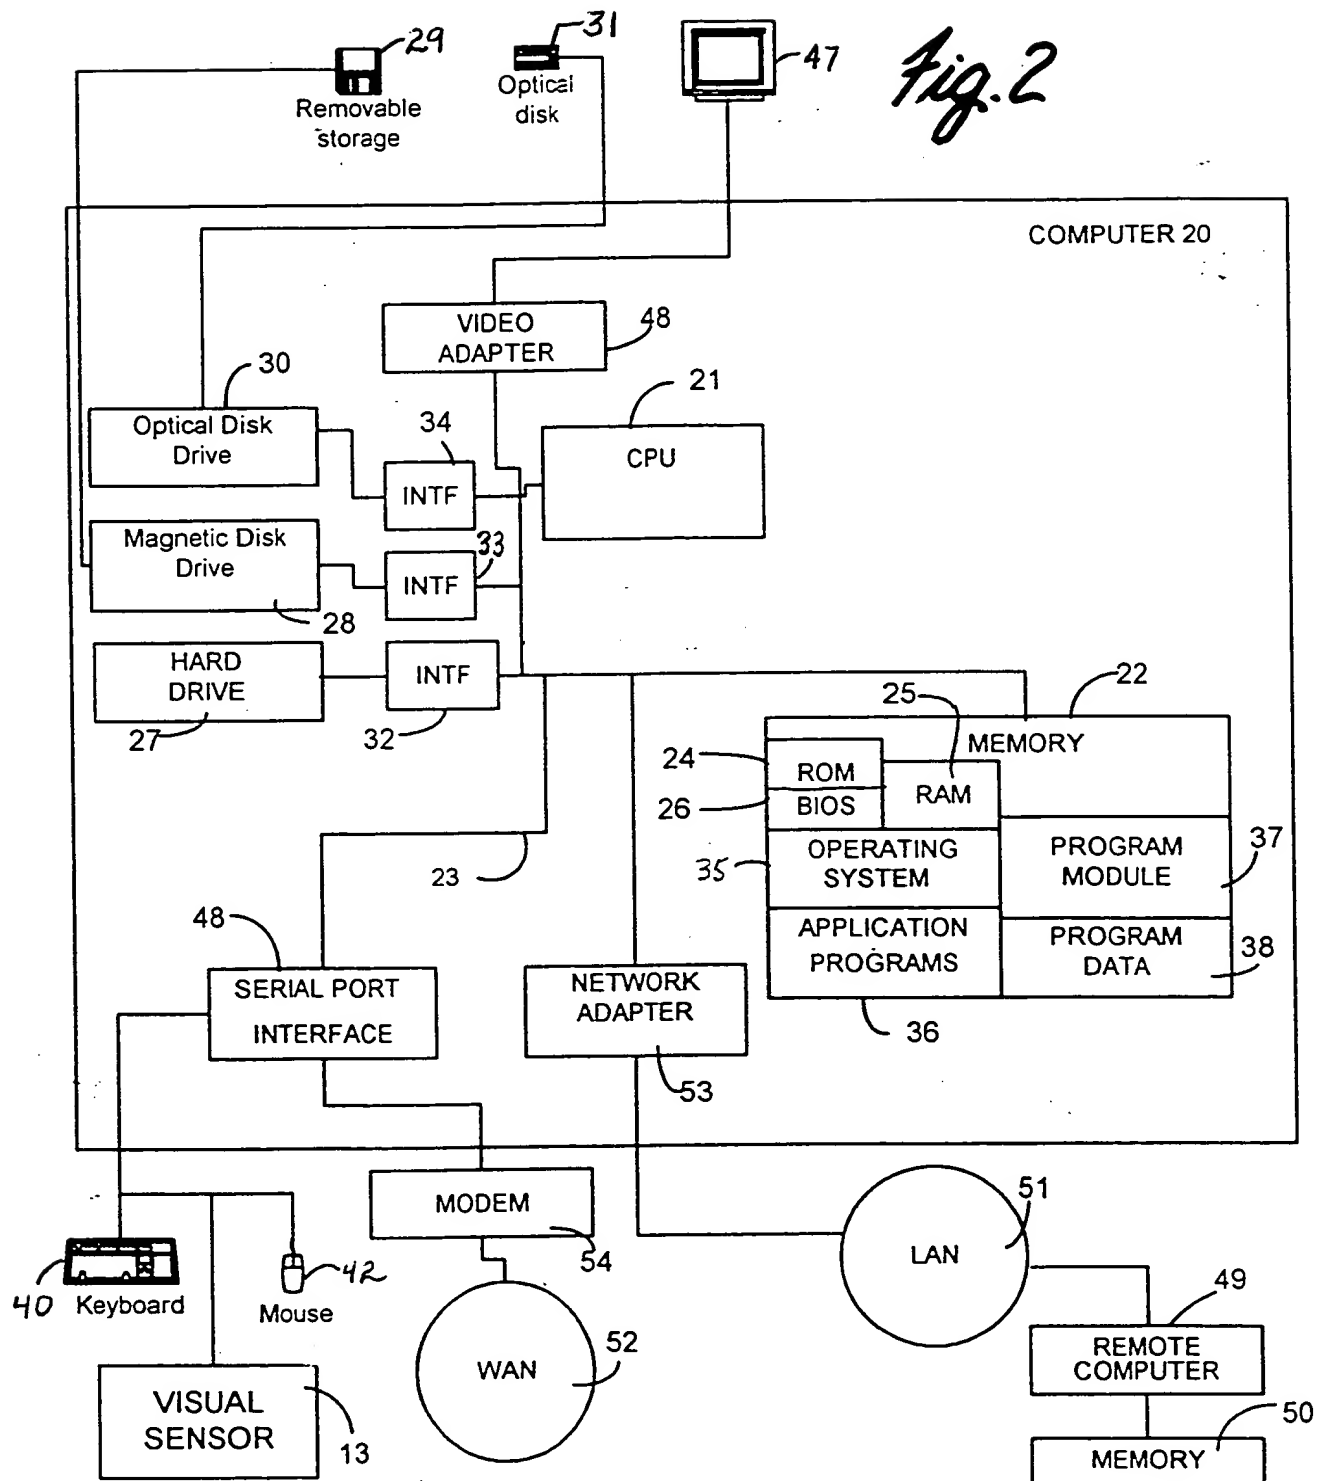 29
31
47
Fig. 2
Removable
storage
Optical
disk
COMPUTER 20
VIDEO
ADAPTER
48
30
Optical Disk
Drive
34
INTF
21
CPU
Magnetic Disk
Drive
28
33
INTF
HARD
DRIVE
27
INTF
32
22
25
MEMORY
24
ROM
26
BIOS
RAM
35
OPERATING
SYSTEM
PROGRAM
MODULE
37
APPLICATION
PROGRAMS
PROGRAM
DATA
38
36
23
48
SERIAL PORT
INTERFACE
NETWORK
ADAPTER
53
MODEM
54
51
LAN
40
Keyboard
42
Mouse
52
WAN
49
REMOTE
COMPUTER
VISUAL
SENSOR
13
50
MEMORY